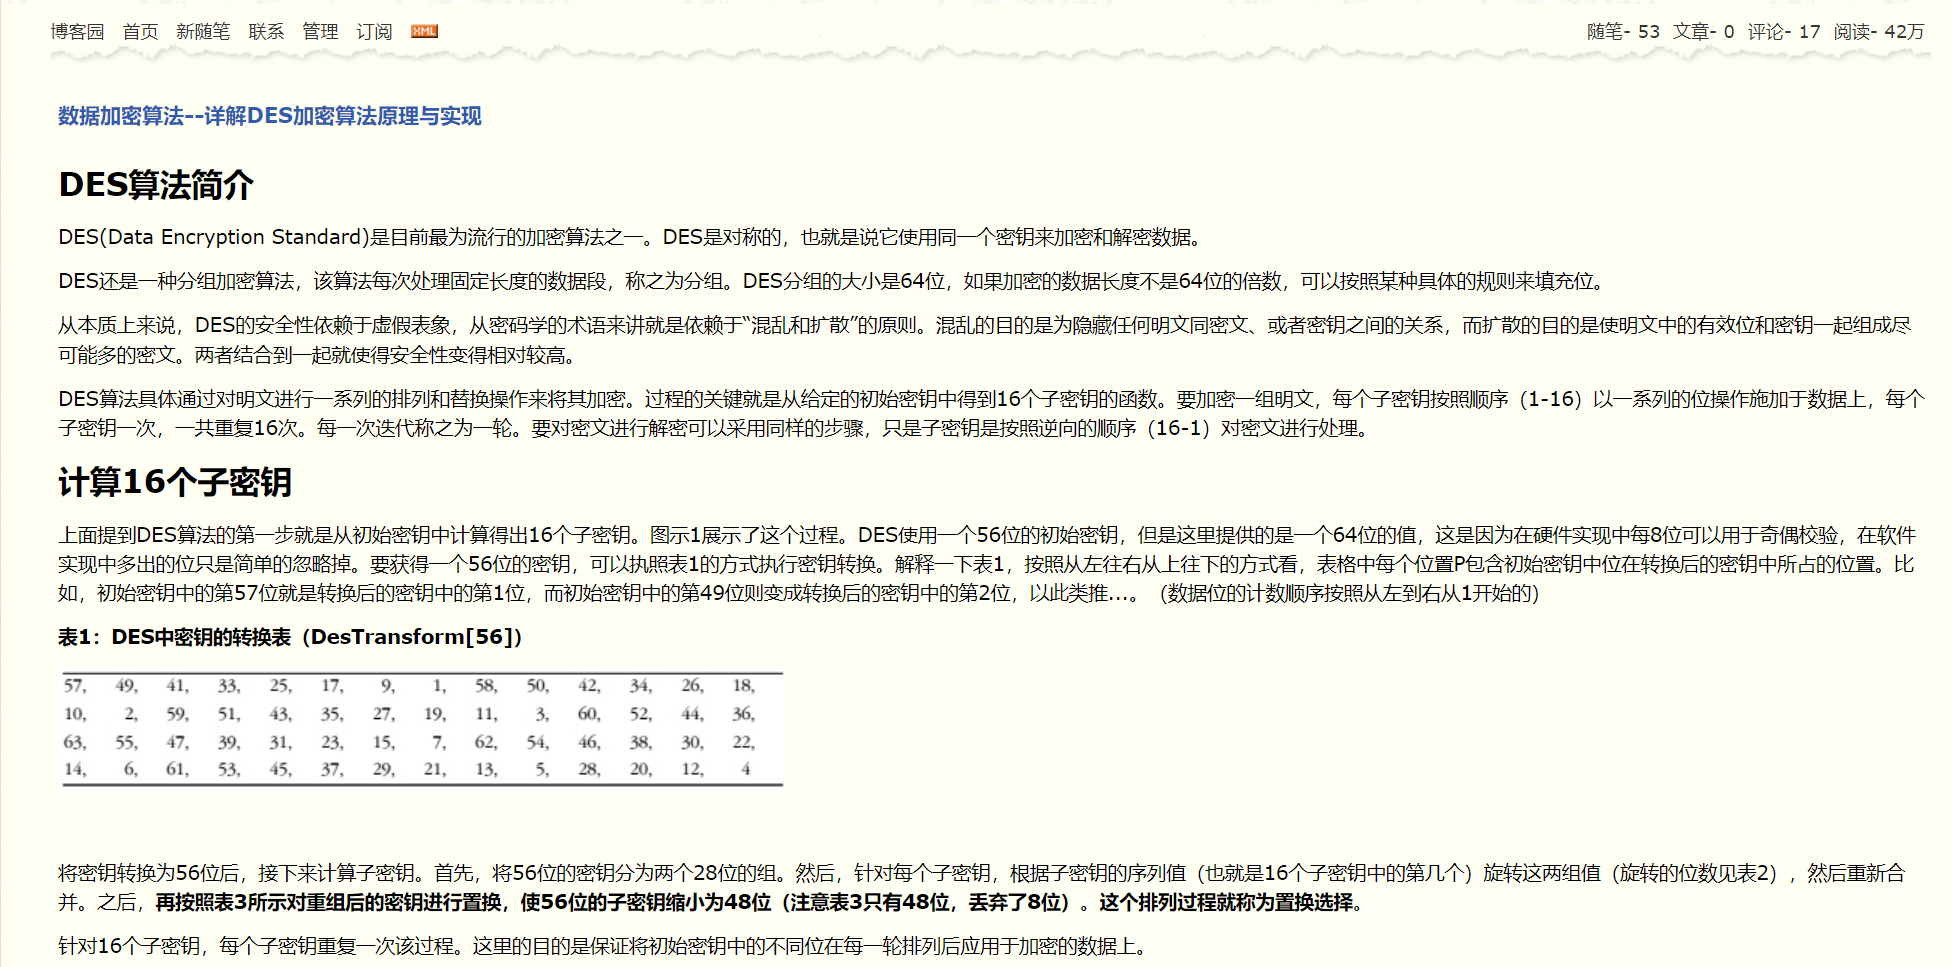 博客园 首页 新随笔 联系 管理 订阅 XML
随笔- 53 文章- 0 评论- 17 阅读- 42万
数据加密算法--详解DES加密算法原理与实现
DES算法简介
DES(Data Encryption Standard)是目前最为流行的加密算法之一。DES是对称的，也就是说它使用同一个密钥来加密和解密数据。
DES还是一种分组加密算法，该算法每次处理固定长度的数据段，称之为分组。DES分组的大小是64位，如果加密的数据长度不是64位的倍数，可以按照某种具体的规则来填充位。
从本质上来说，DES的安全性依赖于虚假表象，从密码学的术语来讲就是依赖于“混乱和扩散”的原则。混乱的目的是为隐藏任何明文同密文、或者密钥之间的关系，而扩散的目的是使明文中的有效位和密钥一起组成尽
可能多的密文。两者结合到一起就使得安全性变得相对较高。
DES算法具体通过对明文进行一系列的排列和替换操作来将其加密。过程的关键就是从给定的初始密钥中得到16个子密钥的函数。要加密一组明文，每个子密钥按照顺序（1-16）以一系列的位操作施加于数据上，每个
子密钥一次，一共重复16次。每一次迭代称之为一轮。要对密文进行解密可以采用同样的步骤，只是子密钥是按照逆向的顺序（16-1）对密文进行处理。
计算16个子密钥
上面提到DES算法的第一步就是从初始密钥中计算得出16个子密钥。图示1展示了这个过程。DES使用一个56位的初始密钥，但是这里提供的是一个64位的值，这是因为在硬件实现中每8位可以用于奇偶校验，在软件
实现中多出的位只是简单的忽略掉。要获得一个56位的密钥，可以执照表1的方式执行密钥转换。解释一下表1，按照从左往右从上往下的方式看，表格中每个位置P包含初始密钥中位在转换后的密钥中所占的位置。比
如，初始密钥中的第57位就是转换后的密钥中的第1位，而初始密钥中的第49位则变成转换后的密钥中的第2位，以此类推...。（数据位的计数顺序按照从左到右从1开始的）
表1：DES中密钥的转换表（DesTransform[56]）
57, 49, 41, 33, 25, 17, 9, 1, 58, 50, 42, 34, 26, 18,
10, 2, 59, 51, 43, 35, 27, 19, 11, 3, 60, 52, 44, 36,
63, 55, 47, 39, 31, 23, 15, 7, 62, 54, 46, 38, 30, 22,
14, 6, 61, 53, 45, 37, 29, 21, 13, 5, 28, 20, 12, 4
将密钥转换为56位后，接下来计算子密钥。首先，将56位的密钥分为两个28位的组。然后，针对每个子密钥，根据子密钥的序列值（也就是16个子密钥中的第几个）旋转这两组值（旋转的位数见表2），然后重新合
并。之后，再按照表3所示对重组后的密钥进行置换，使56位的子密钥缩小为48位（注意表3只有48位，丢弃了8位）。这个排列过程就称为置换选择。
针对16个子密钥，每个子密钥重复一次该过程。这里的目的是保证将初始密钥中的不同位在每一轮排列后应用于加密的数据上。